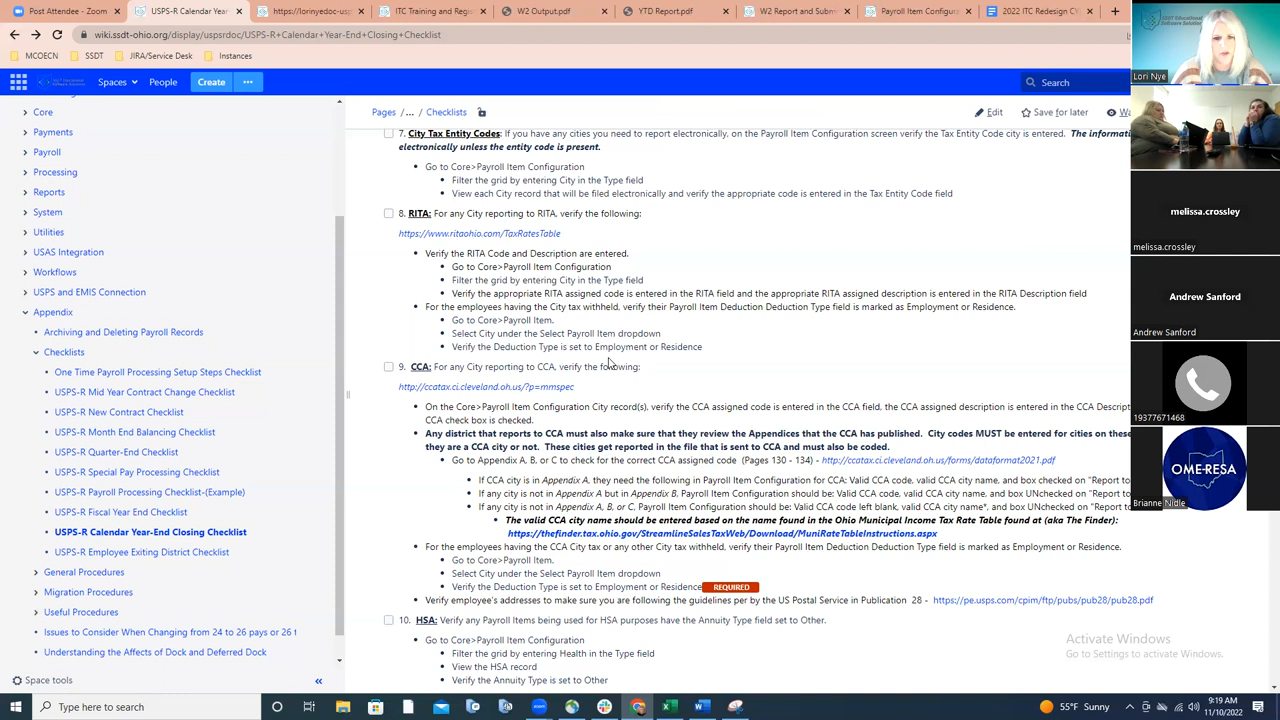 USPS-R Calendar Year
https://lorinyedo-usps
ITC Training and Re
W2 Output.pdf
YTD Report.pdf
W2 Report and Subm
Payroll Item Configur
2022 ITC Redesign CY
wiki.ssdt-ohio.org/display/uspsrdoc/USPS-R+Calendar+Year-End+Closing+Checklist
MCOECN
SSDT
JIRA/Service Desk
Instances
Spaces
People
Create
Search
Core
Payments
Payroll
Processing
Reports
System
Utilities
USAS Integration
Workflows
USPS and EMIS Connection
Appendix
Archiving and Deleting Payroll Records
Checklists
One Time Payroll Processing Setup Steps Checklist
USPS-R Mid Year Contract Change Checklist
USPS-R New Contract Checklist
USPS-R Month End Balancing Checklist
USPS-R Quarter-End Checklist
USPS-R Special Pay Processing Checklist
USPS-R Payroll Processing Checklist-(Example)
USPS-R Fiscal Year End Checklist
USPS-R Calendar Year-End Closing Checklist
USPS-R Employee Exiting District Checklist
General Procedures
Migration Procedures
Useful Procedures
Issues to Consider When Changing from 24 to 26 pays or 26 t
Understanding the Affects of Dock and Deferred Dock
Space tools
Pages /... / Checklists
Edit
Save for later
Wa
7. City Tax Entity Codes: If you have any cities you need to report electronically, on the Payroll Item Configuration screen verify the Tax Entity Code city is entered. The informati
electronically unless the entity code is present.
Go to Core>Payroll Item Configuration
Filter the grid by entering City in the Type field
View each City record that will be filed electronically and verify the appropriate code is entered in the Tax Entity Code field
8. RITA: For any City reporting to RITA, verify the following:
https://www.ritaohio.com/TaxRatesTable
Verify the RITA Code and Description are entered.
Go to Core>Payroll Item Configuration
Filter the grid by entering City in the Type field
Verify the appropriate RITA assigned code is entered in the RITA field and the appropriate RITA assigned description is entered in the RITA Description field
For the employees having the City tax withheld, verify their Payroll Item Deduction Deduction Type field is marked as Employment or Residence.
Go to Core>Payroll Item.
Select City under the Select Payroll Item dropdown
Verify the Deduction Type is set to Employment or Residence
9. CCA: For any City reporting to CCA, verify the following:
http://ccatax.ci.cleveland.oh.us/?p=mmspec
On the Core>Payroll Item Configuration City record(s), verify the CCA assigned code is entered in the CCA field, the CCA assigned description is entered in the CCA Descript
CCA check box is checked.
Any district that reports to CCA must also make sure that they review the Appendices that the CCA has published. City codes MUST be entered for cities on these
they are a CCA city or not. These cities get reported in the file that is sent to CCA and must also be coded.
Go to Appendix A, B, or C to check for the correct CCA assigned code (Pages 130 - 134) - http://ccatax.ci.cleveland.oh.us/forms/dataformat2021.pdf
If CCA city is in Appendix A, they need the following in Payroll Item Configuration for CCA: Valid CCA code, valid CCA city name, and box checked on "Report to
If any city is not in Appendix A but in Appendix B, Payroll Item Configuration should be: Valid CCA code, valid CCA city name, and box UNchecked on "Report to
If any city is not in Appendix A, B, or C, Payroll Item Configuration should be: Valid CCA code left blank, valid CCA city name*, and box UNchecked on "Report to
The valid CCA city name should be entered based on the name found in the Ohio Municipal Income Tax Rate Table found at (aka The Finder):
https://thefinder.tax.ohio.gov/StreamlineSalesTaxWeb/Download/MuniRateTableInstructions.aspx
For the employees having the CCA City tax or any other City tax withheld, verify their Payroll Item Deduction Deduction Type field is marked as Employment or Residence.
Go to Core>Payroll Item.
Select City under the Select Payroll Item dropdown
Verify the Deduction Type is set to Employment or Residence REQUIRED
Verify employee's addresses to make sure you are following the guidelines per by the US Postal Service in Publication 28 - https://pe.usps.com/cpim/ftp/pubs/pub28/pub28.pdf
10. HSA: Verify any Payroll Items being used for HSA purposes have the Annuity Type field set to Other.
Go to Core>Payroll Item Configuration
Filter the grid by entering Health in the Type field
View the HSA record
Verify the Annuity Type is set to Other
Activate Windows
Go to Settings to activate Windows.
Lori Nye
melissa.crossley
melissa.crossley
Andrew Sanford
Andrew Sanford
19377671468
OME-RESA
Brianne Nidle
Type here to search
55°F Sunny
9:19 AM
11/10/2022